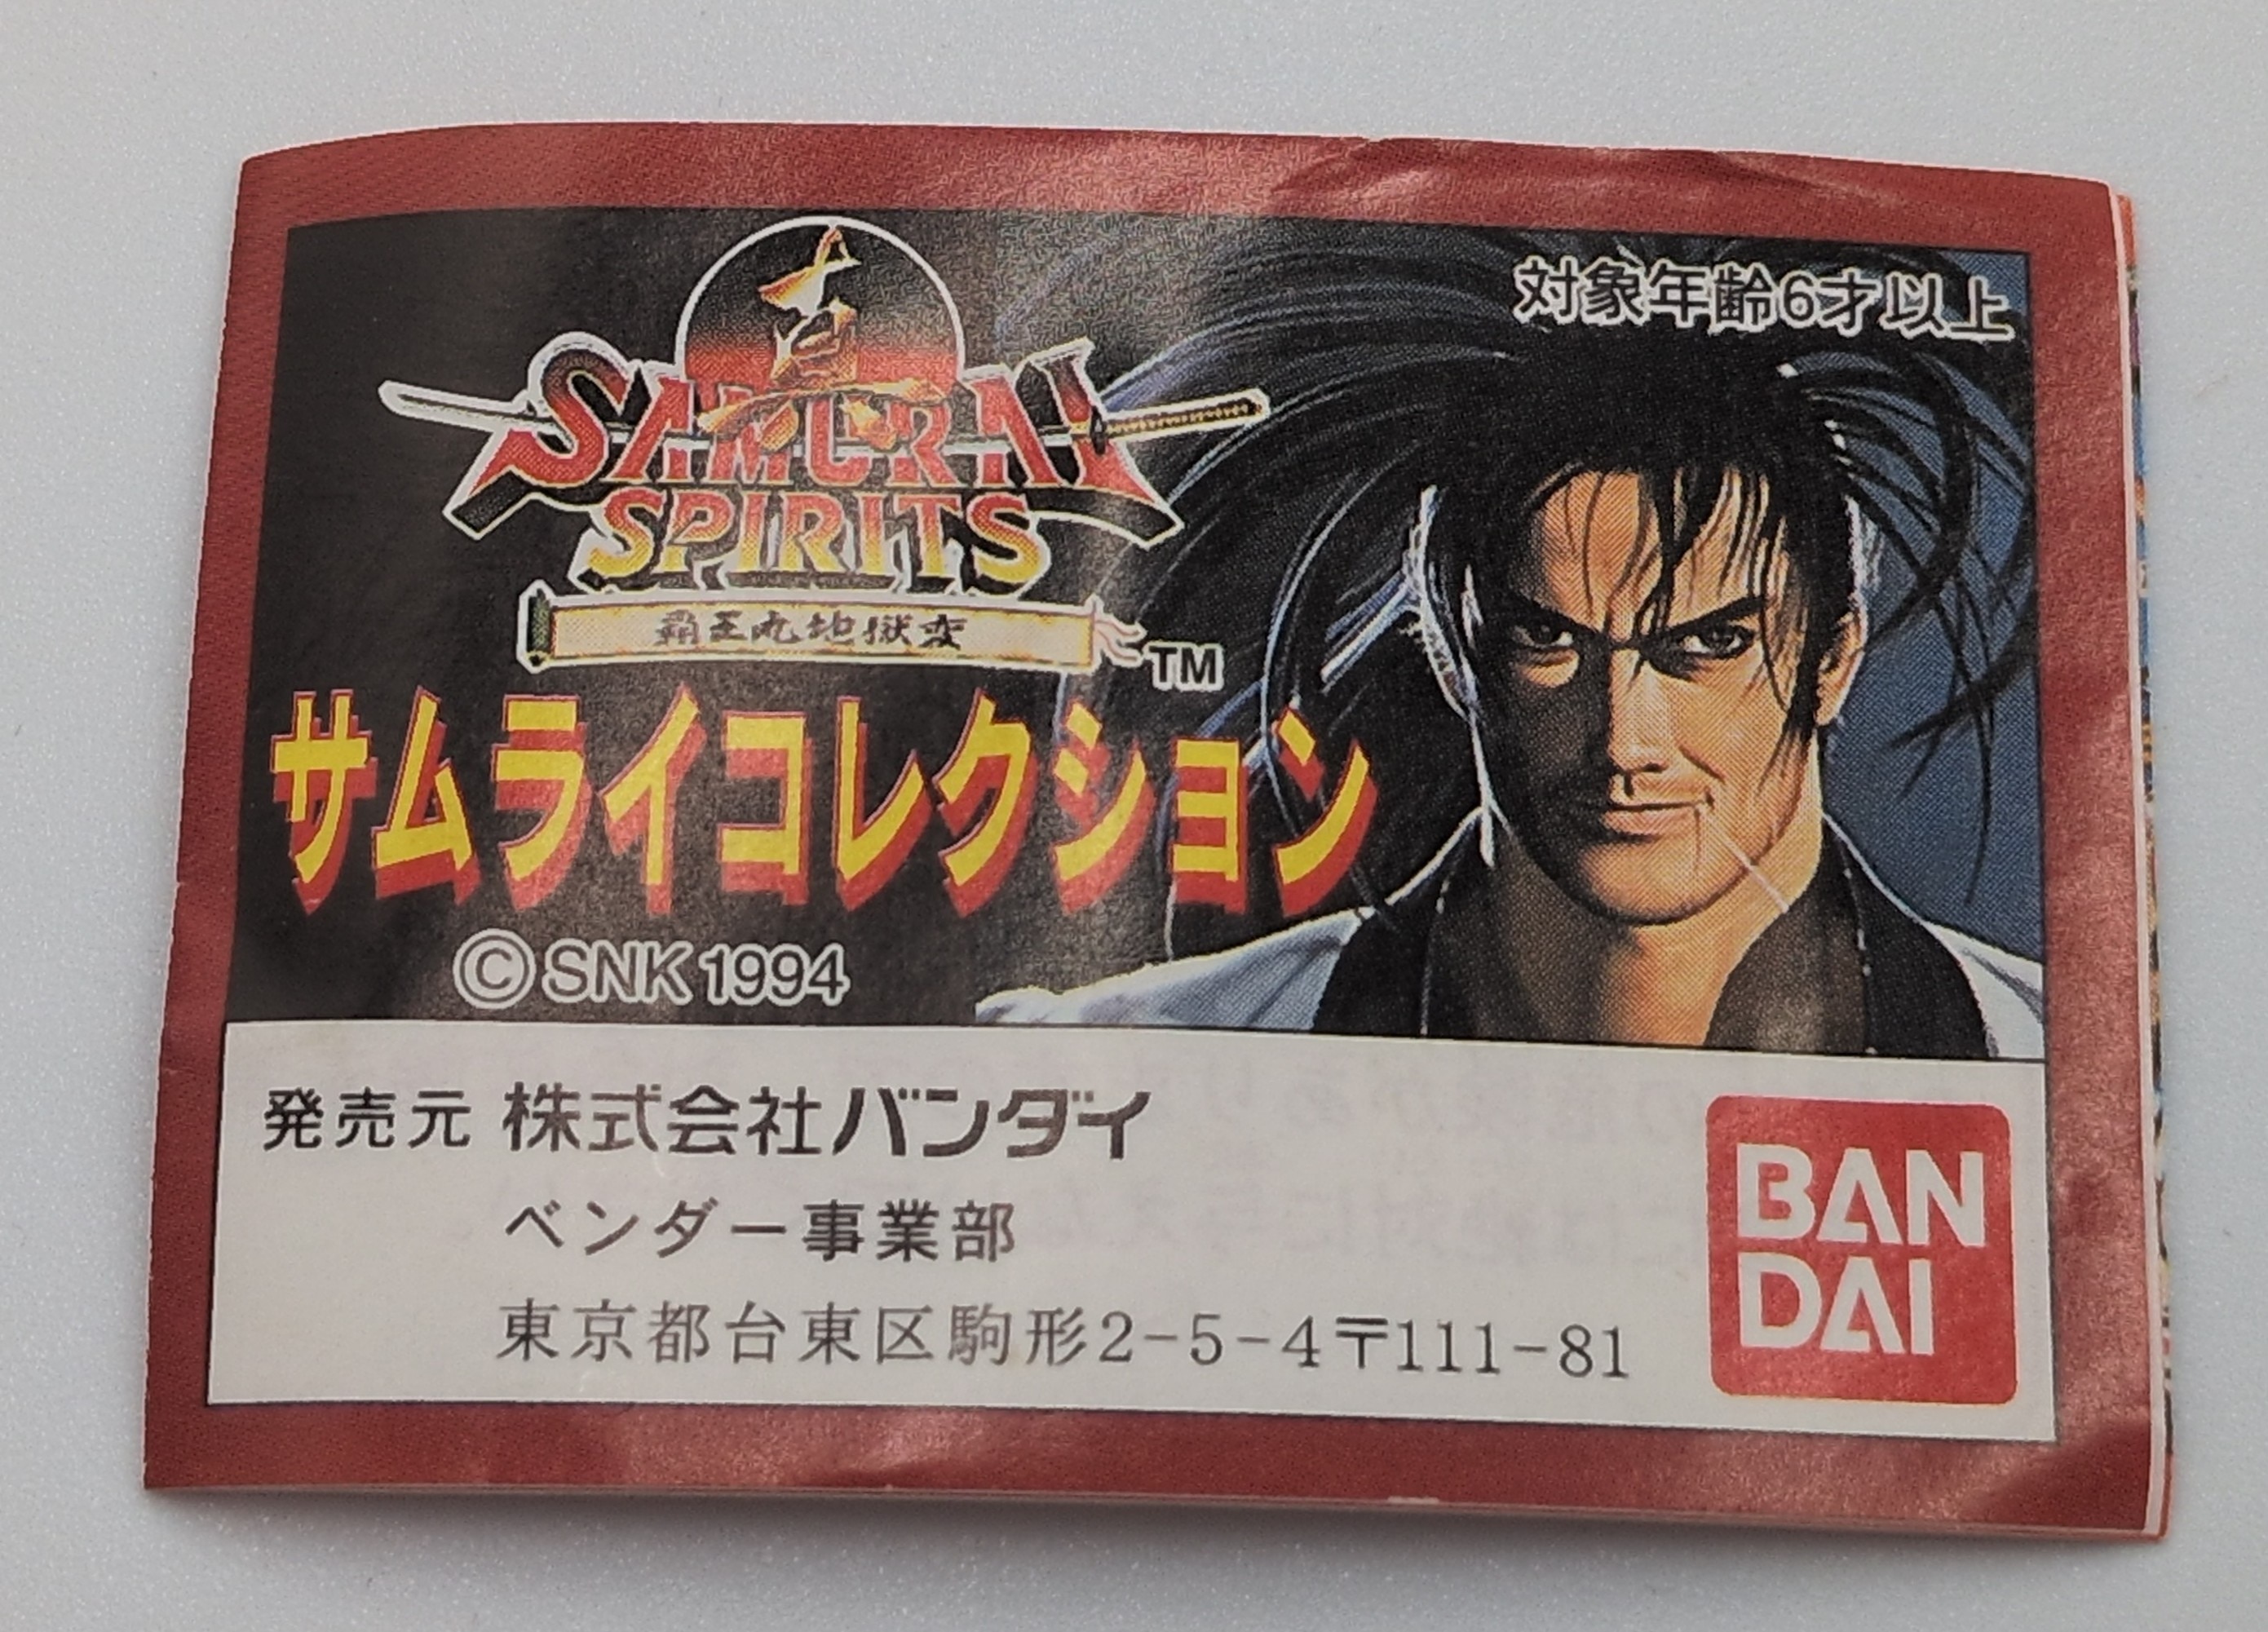 対象年齢6才以上
真
SAMURAI
SPIRITS
覇王丸地獄変
TM
サムライコレクション
©SNK 1994
発売元 株式会社バンダイ
ベンダー事業部
東京都台東区駒形2-5-4〒111-81
BAN
DAI